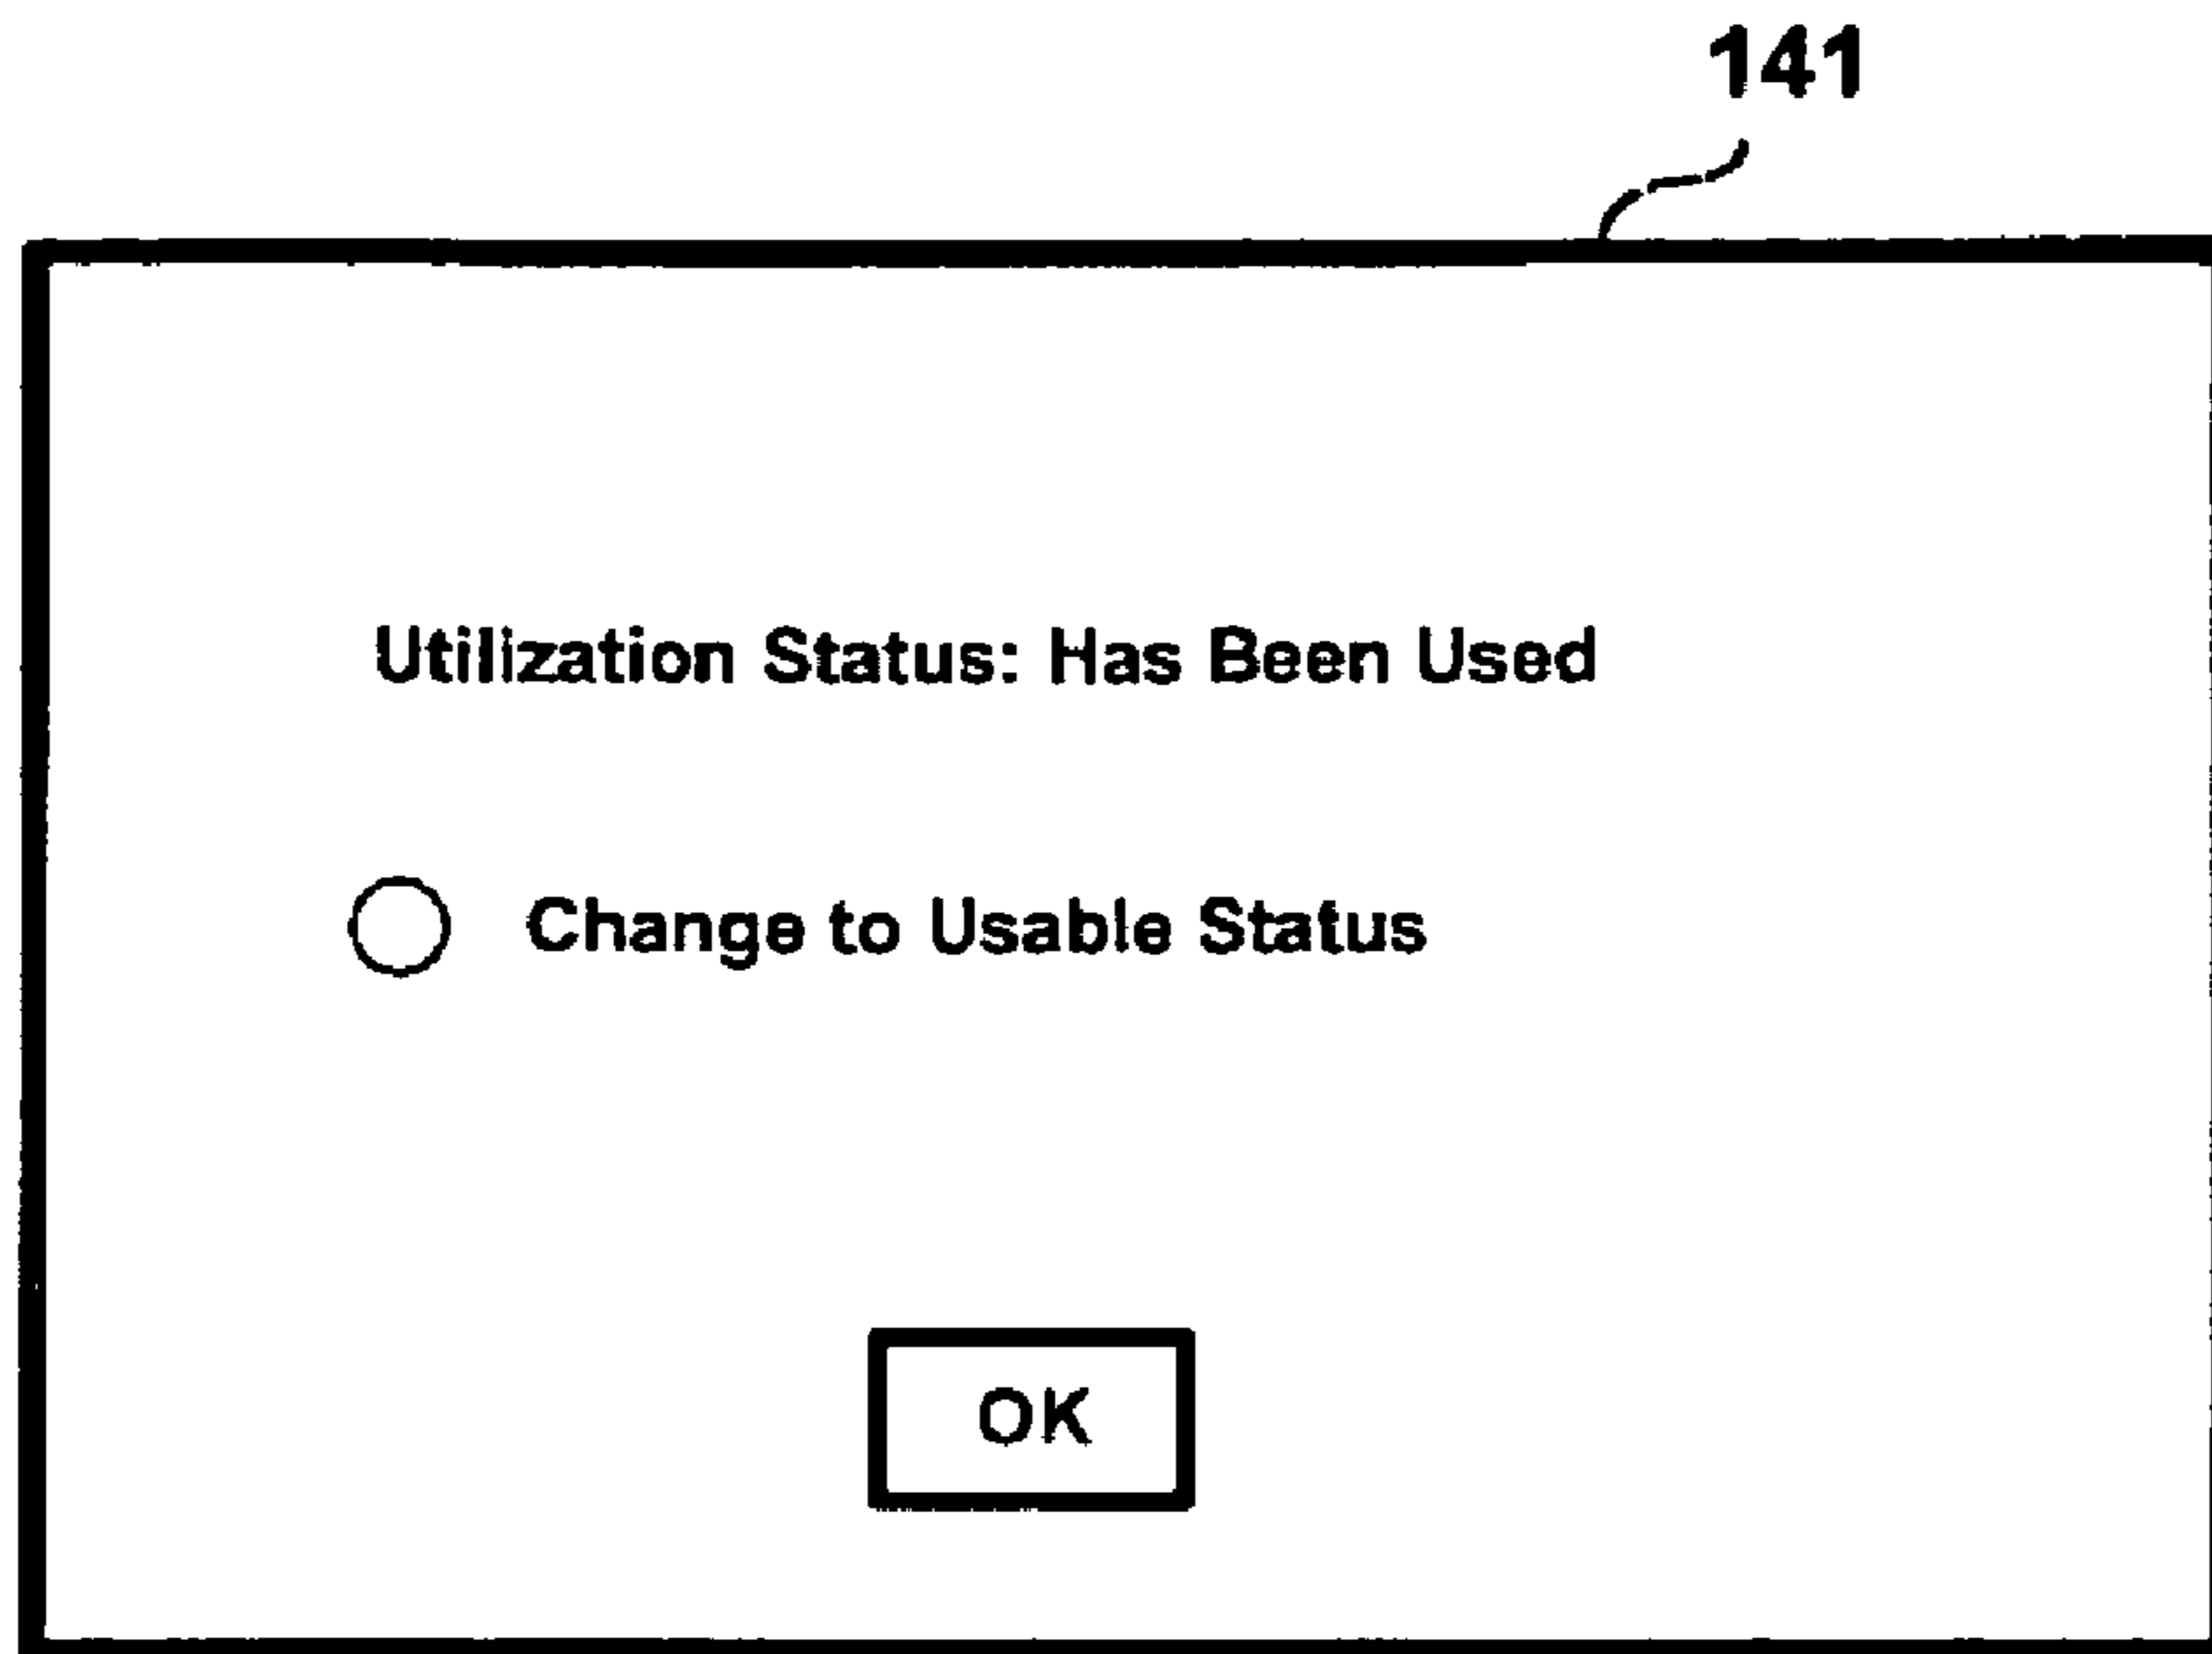 141
Utilization Status: Has Been Used
Change to Usable Status
OK